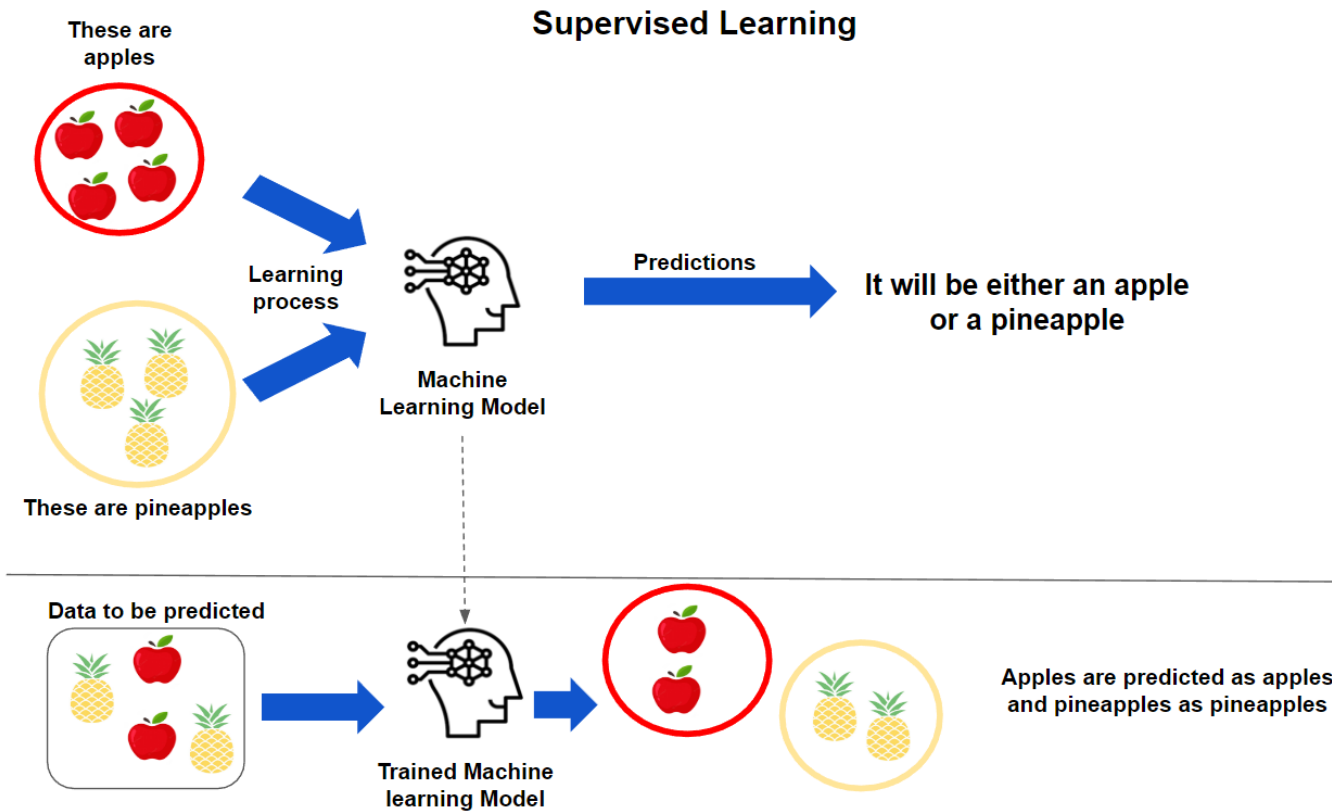 Supervised Learning
These are
apples
Learning
process
Predictions
It will be either an apple
or a pineapple
Machine
Learning Model
These are pineapples
Data to be predicted
Apples are predicted as apples
and pineapples as pineapples
Trained Machine
learning Model